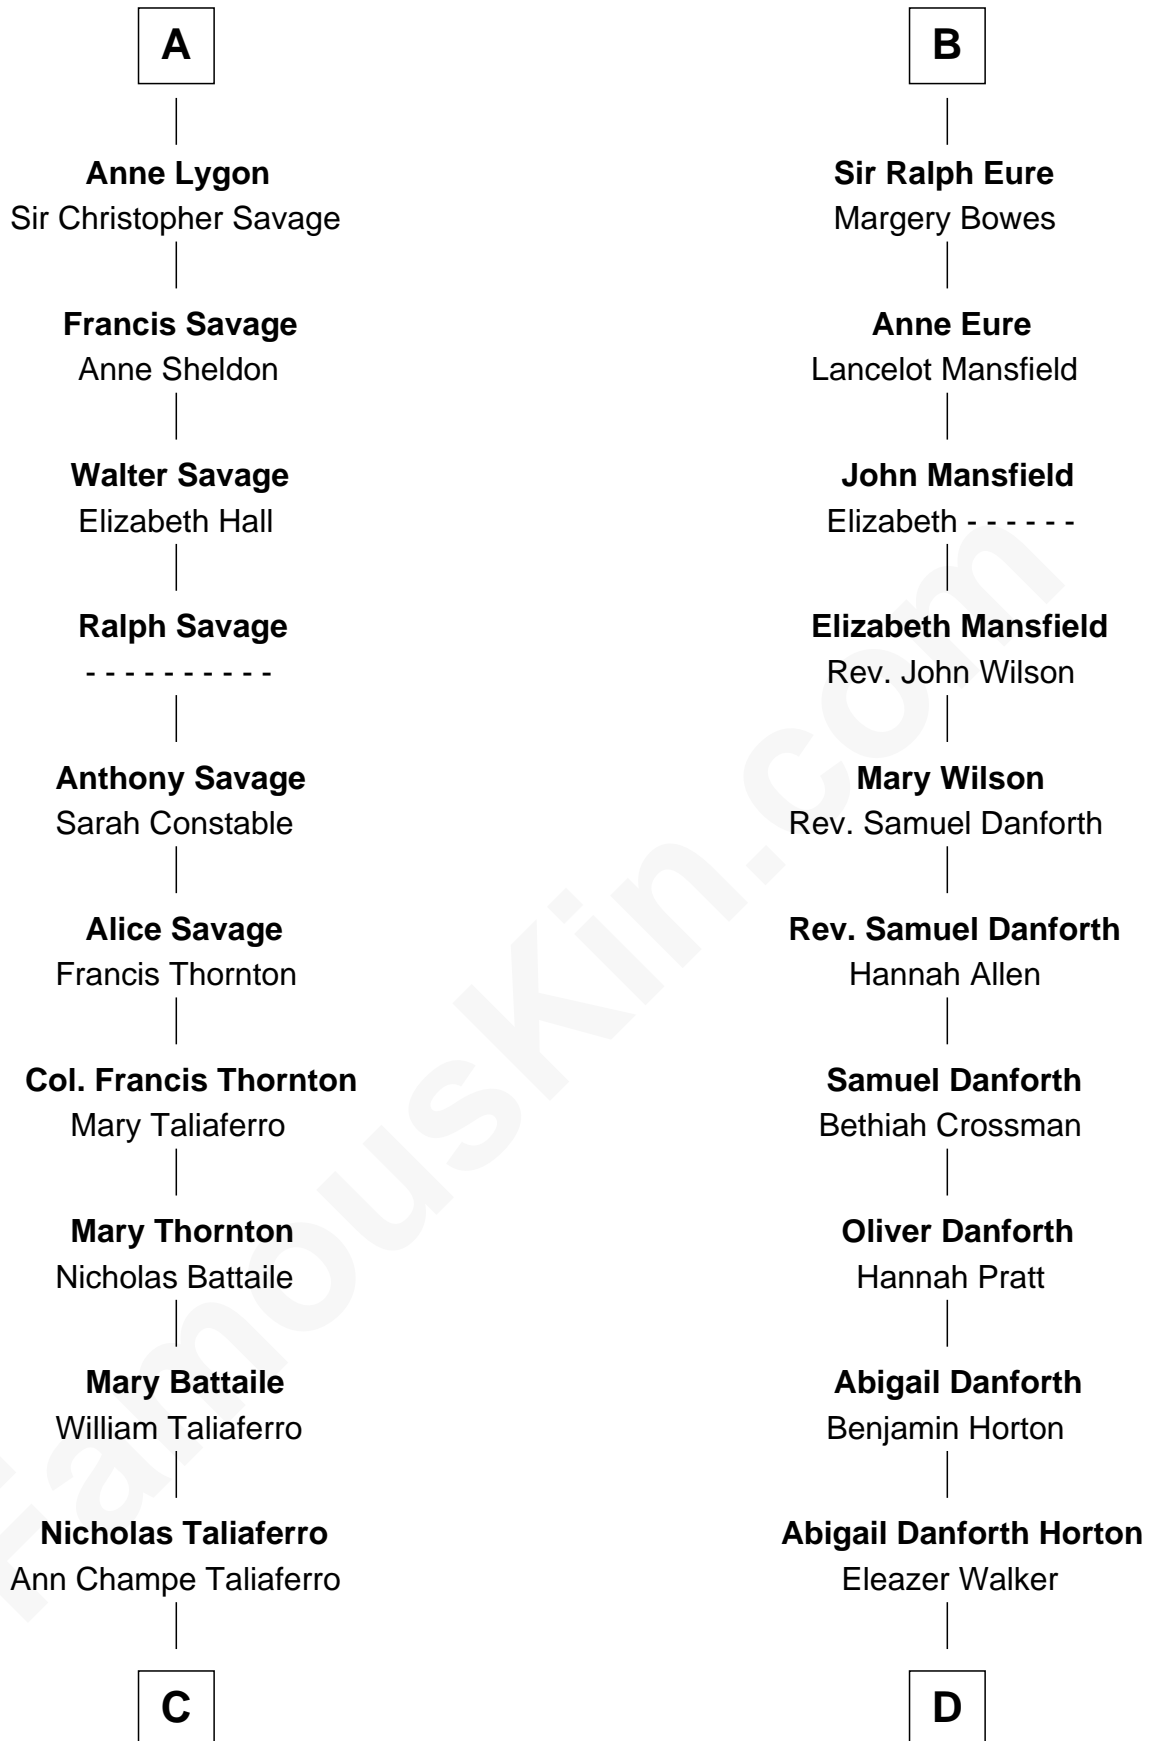 A
Anne Lygon
Sir Christopher Savage
Francis Savage
Anne Sheldon
Walter Savage
Elizabeth Hall
Ralph Savage
- - - - - - - - - -
Anthony Savage
Sarah Constable
Alice Savage
Francis Thornton
Col. Francis Thornton
Mary Taliaferro
Mary Thornton
Nicholas Battaile
Mary Battaile
William Taliaferro
Nicholas Taliaferro
Ann Champe Taliaferro
C
B
Sir Ralph Eure
Margery Bowes
Anne Eure
Lancelot Mansfield
John Mansfield
Elizabeth - - - - - -
Elizabeth Mansfield
Rev. John Wilson
Mary Wilson
Rev. Samuel Danforth
Rev. Samuel Danforth
Hannah Allen
Samuel Danforth
Bethiah Crossman
Oliver Danforth
Hannah Pratt
Abigail Danforth
Benjamin Horton
Abigail Danforth Horton
Eleazer Walker
D
FamousKin.com